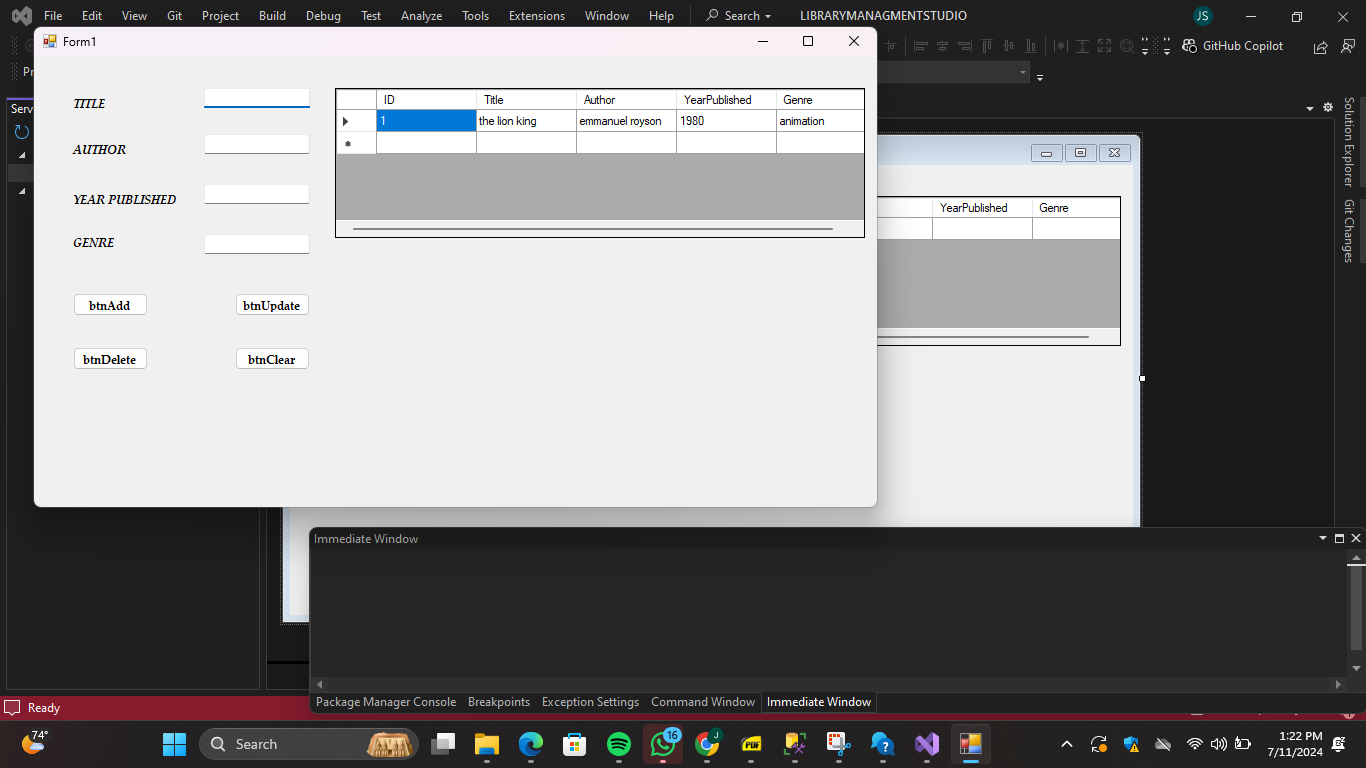 File Edit View Git Project Build Debug Test Analyze Tools Extensions Window Help Search LIBRARYMANAGMENTSTUDIO JS
Form1
GitHub Copilot
TITLE
AUTHOR
YEAR PUBLISHED
GENRE
btnAdd btnUpdate
btnDelete btnClear
ID Title Author YearPublished Genre
1 the lion king emmanuel royson 1980 animation
YearPublished Genre
Solution Explorer
Git Changes
Immediate Window
Package Manager Console Breakpoints Exception Settings Command Window Immediate Window
Ready
74°
Search
16
J
PDF
1:22 PM
7/11/2024